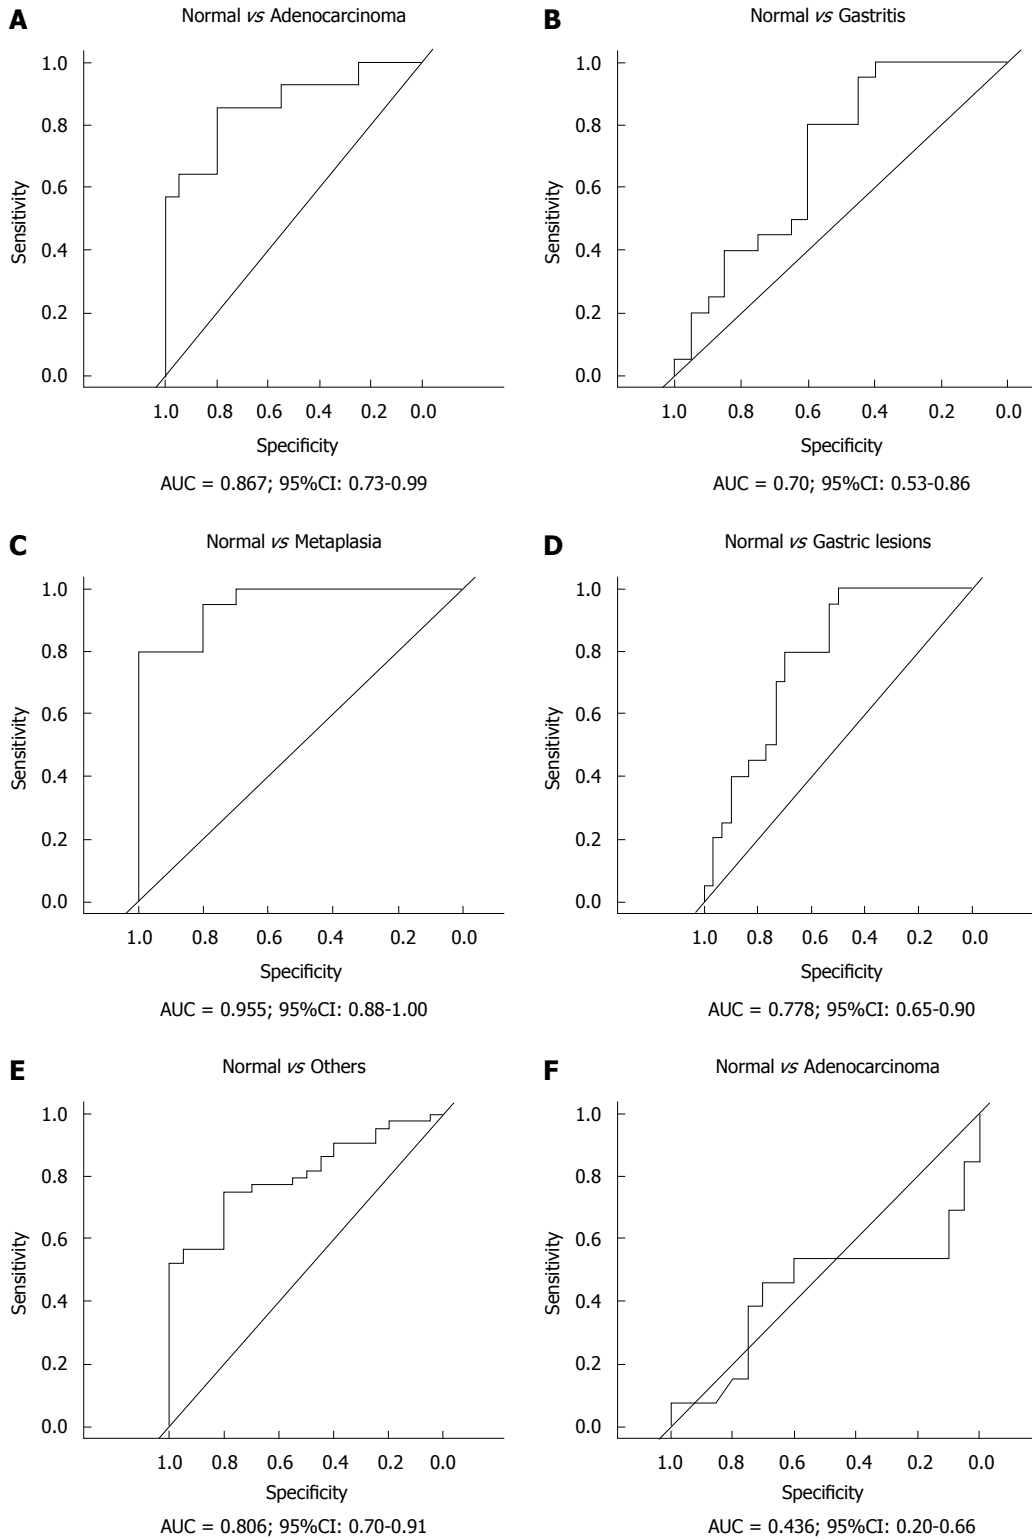 A
Normal vs Adenocarcinoma
1.0
0.8
0.6
0.4
0.2
0.0
Sensitivity
1.0 0.8 0.6 0.4 0.2 0.0
Specificity
AUC = 0.867; 95%CI: 0.73-0.99
B
Normal vs Gastritis
1.0
0.8
0.6
0.4
0.2
0.0
Sensitivity
1.0 0.8 0.6 0.4 0.2 0.0
Specificity
AUC = 0.70; 95%CI: 0.53-0.86
C
Normal vs Metaplasia
1.0
0.8
0.6
0.4
0.2
0.0
Sensitivity
1.0 0.8 0.6 0.4 0.2 0.0
Specificity
AUC = 0.955; 95%CI: 0.88-1.00
D
Normal vs Gastric lesions
1.0
0.8
0.6
0.4
0.2
0.0
Sensitivity
1.0 0.8 0.6 0.4 0.2 0.0
Specificity
AUC = 0.778; 95%CI: 0.65-0.90
E
Normal vs Others
1.0
0.8
0.6
0.4
0.2
0.0
Sensitivity
1.0 0.8 0.6 0.4 0.2 0.0
Specificity
AUC = 0.806; 95%CI: 0.70-0.91
F
Normal vs Adenocarcinoma
1.0
0.8
0.6
0.4
0.2
0.0
Sensitivity
1.0 0.8 0.6 0.4 0.2 0.0
Specificity
AUC = 0.436; 95%CI: 0.20-0.66